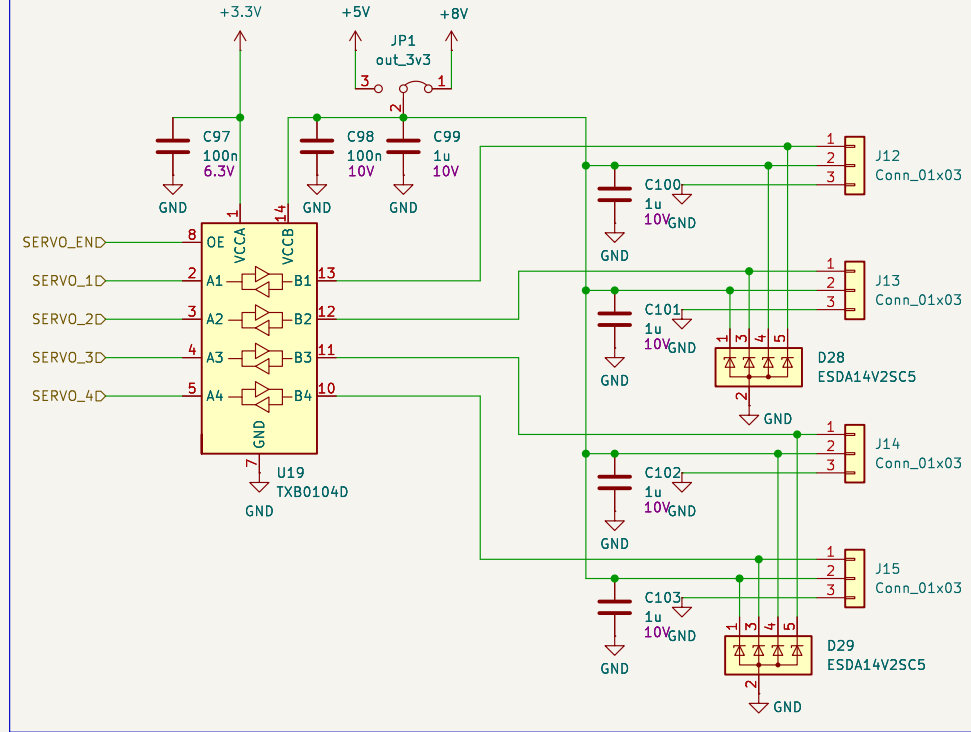 +3.3V
+5V
+8V
JP1
out_3v3
3
1
2
C97
100n
6.3V
GND
C98
100n
10V
GND
C99
1u
10V
GND
1
14
8
OE
VCCA
VCCB
SERVO_EN
SERVO_1
2
A1
B1
13
SERVO_2
3
A2
B2
12
SERVO_3
4
A3
B3
11
SERVO_4
5
A4
B4
10
GND
7
U19
TXB0104D
GND
C100
1u
10V
GND
GND
1
2
3
J12
Conn_01x03
C101
1u
10V
GND
GND
1
2
3
J13
Conn_01x03
1
3
4
5
2
D28
ESDA14V2SC5
GND
C102
1u
10V
GND
GND
1
2
3
J14
Conn_01x03
C103
1u
10V
GND
GND
1
2
3
J15
Conn_01x03
1
3
4
5
2
D29
ESDA14V2SC5
GND